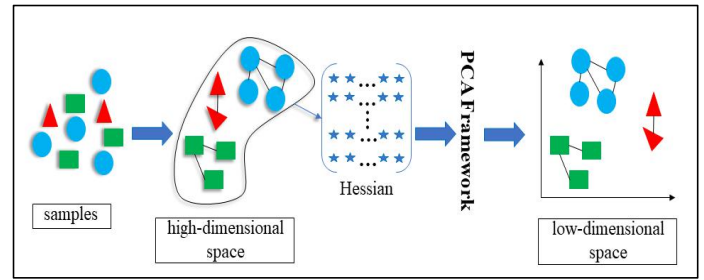 samples
high-dimensional
space
Hessian
PCA Framework
low-dimensional
space